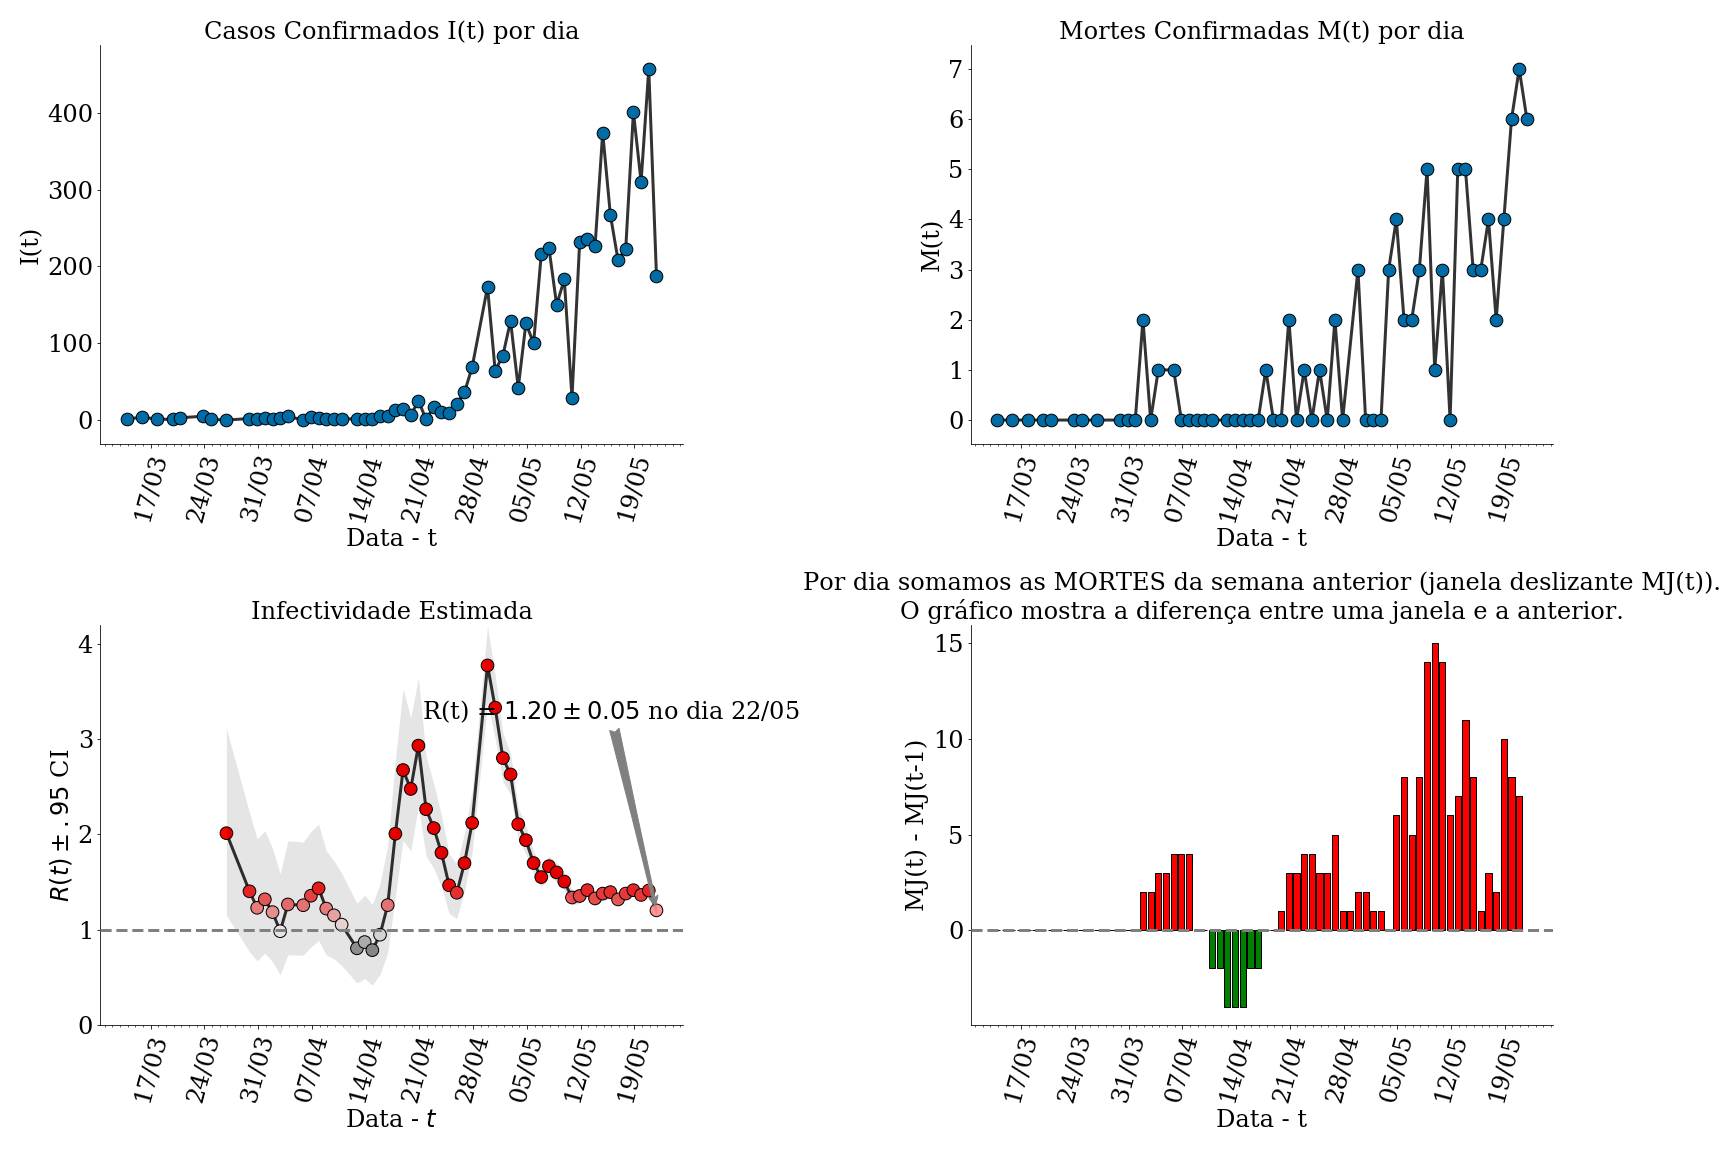 Casos Confirmados I(t) por dia
I(t)
400
300
200
100
0
17/03 24/03 31/03 07/04 14/04 21/04 28/04 05/05 12/05 19/05
Data - t
Mortes Confirmadas M(t) por dia
M(t)
7
6
5
4
3
2
1
0
17/03 24/03 31/03 07/04 14/04 21/04 28/04 05/05 12/05 19/05
Data - t
Infectividade Estimada
R(t) ± .95 CI
4
3
2
1
0
R(t) = 1.20 ± 0.05 no dia 22/05
17/03 24/03 31/03 07/04 14/04 21/04 28/04 05/05 12/05 19/05
Data - t
Por dia somamos as MORTES da semana anterior (janela deslizante MJ(t)).
O gráfico mostra a diferença entre uma janela e a anterior.
MJ(t) - MJ(t-1)
15
10
5
0
17/03 24/03 31/03 07/04 14/04 21/04 28/04 05/05 12/05 19/05
Data - t